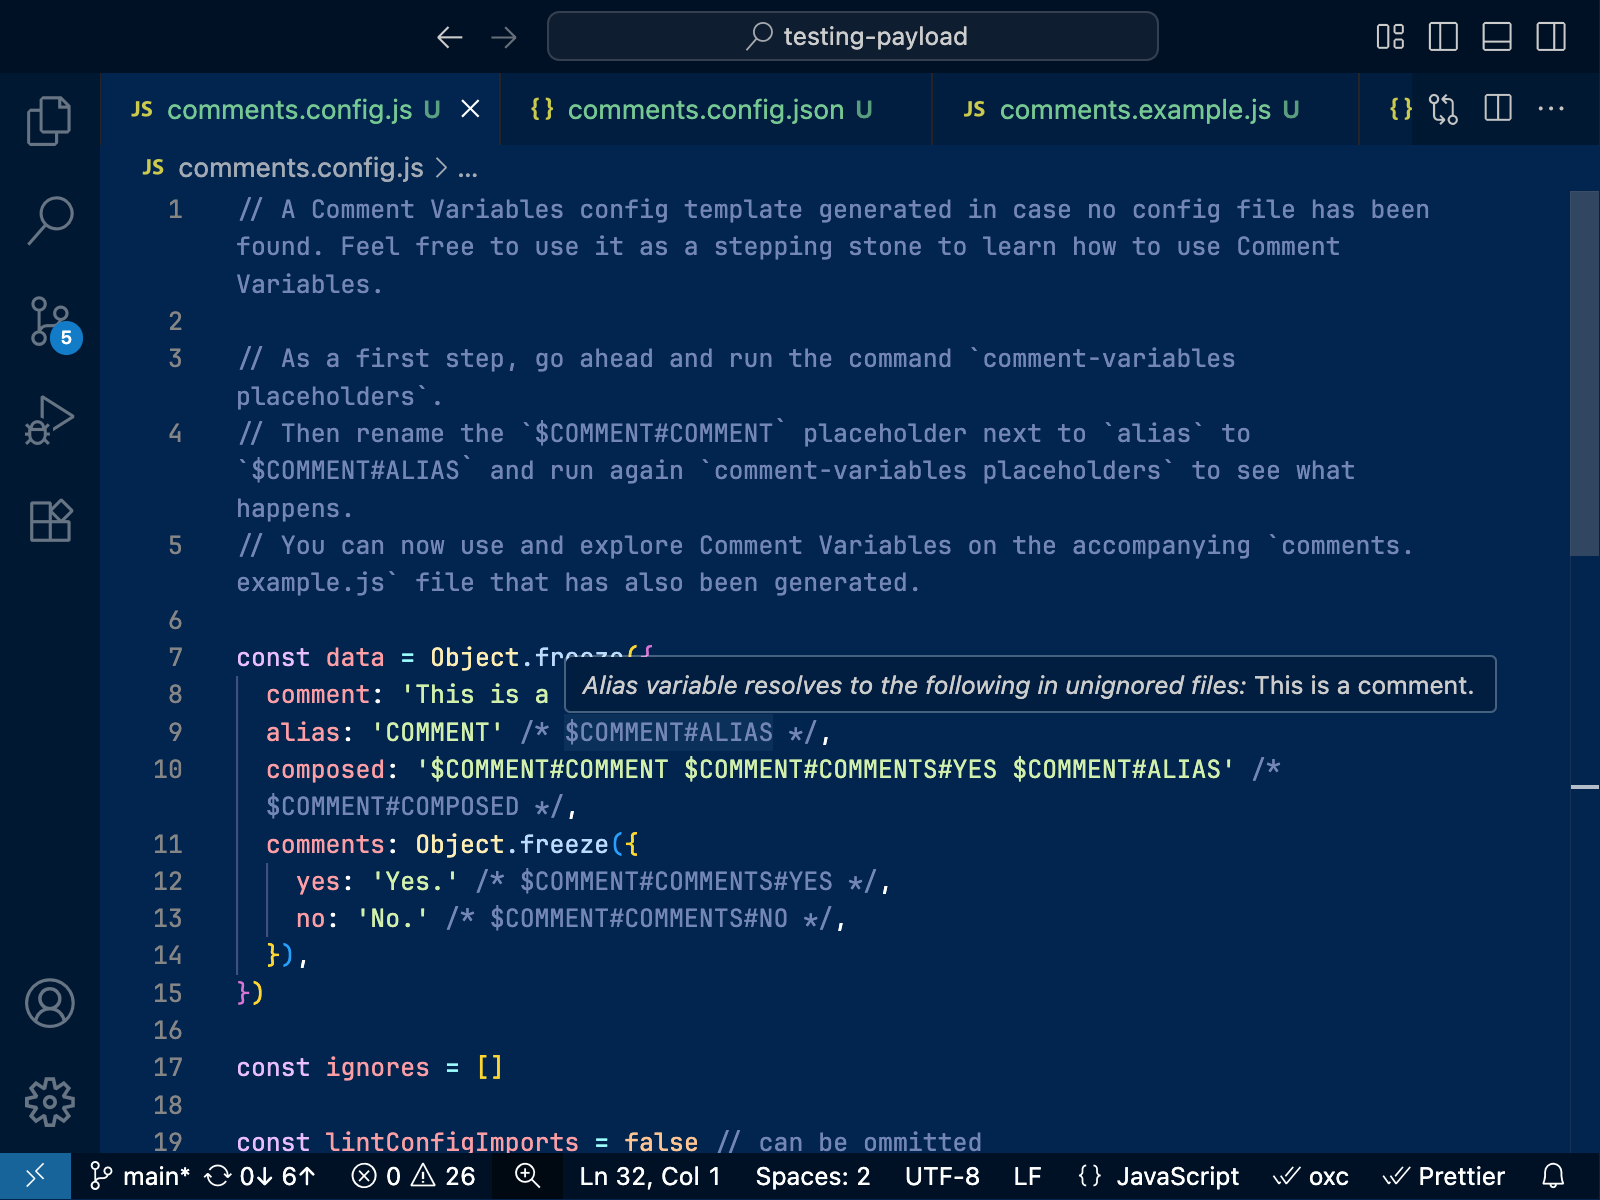 testing-payload
JS comments.config.js U
{} comments.config.json U
JS comments.example.js U
{}
JS comments.config.js > ...
1 // A Comment Variables config template generated in case no config file has been
found. Feel free to use it as a stepping stone to learn how to use Comment
Variables.
2
3 // As a first step, go ahead and run the command `comment-variables
placeholders`.
4 // Then rename the `$COMMENT#COMMENT` placeholder next to `alias` to
`$COMMENT#ALIAS` and run again `comment-variables placeholders` to see what
happens.
5 // You can now use and explore Comment Variables on the accompanying `comments.
example.js` file that has also been generated.
6
7 const data = Object.freeze({
Alias variable resolves to the following in unignored files: This is a comment.
8 comment: 'This is a
9 alias: 'COMMENT' /* $COMMENT#ALIAS */,
10 composed: '$COMMENT#COMMENT $COMMENT#COMMENTS#YES $COMMENT#ALIAS' /*
$COMMENT#COMPOSED */,
11 comments: Object.freeze({
12 yes: 'Yes.' /* $COMMENT#COMMENTS#YES */,
13 no: 'No.' /* $COMMENT#COMMENTS#NO */,
14 }),
15 })
16
17 const ignores = []
18
19 const lintConfigImports = false // can be ommitted
5
main* 0↓ 6↑ 0 26 Ln 32, Col 1 Spaces: 2 UTF-8 LF {} JavaScript oxc Prettier